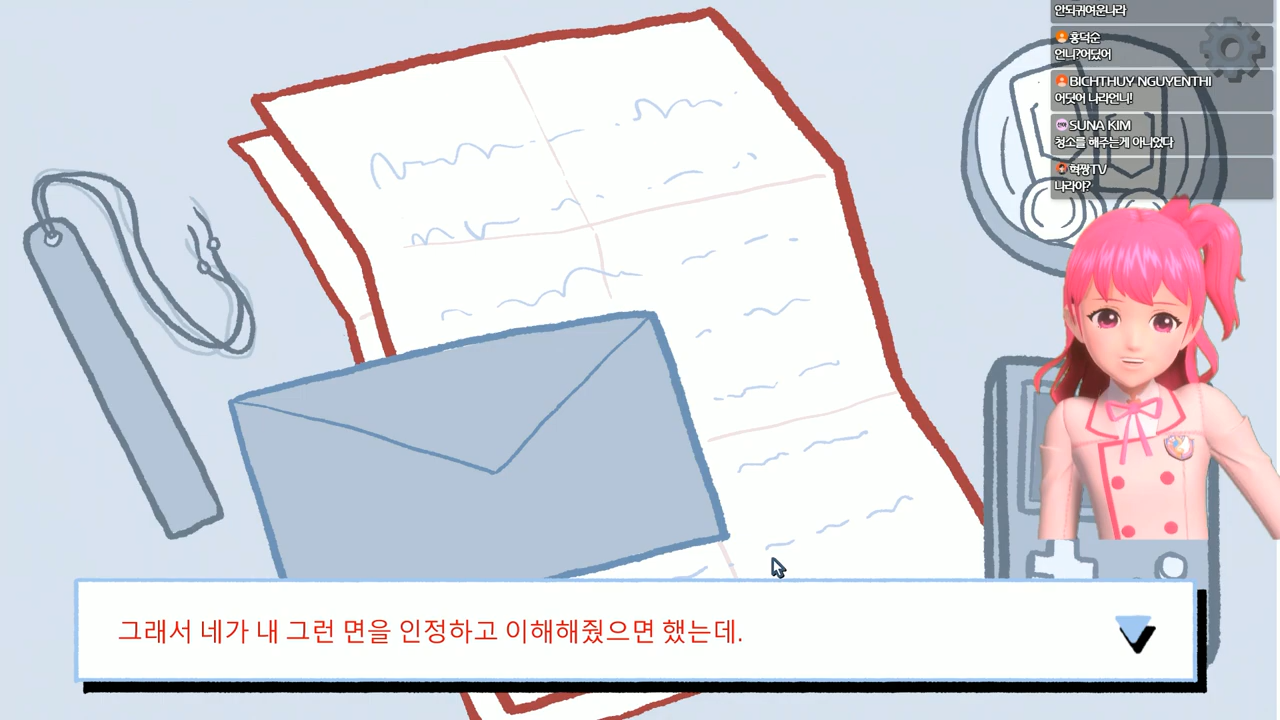 안돼귀여운나라
홍덕순
언니?어딨어
BICHTHUY NGUYENTHI
어딧어 나라언니!
SUNA KIM
청소를 해주는게 아니었다
혁짱TV
나라야?
그래서 네가 내 그런 면을 인정하고 이해해줬으면 했는데.